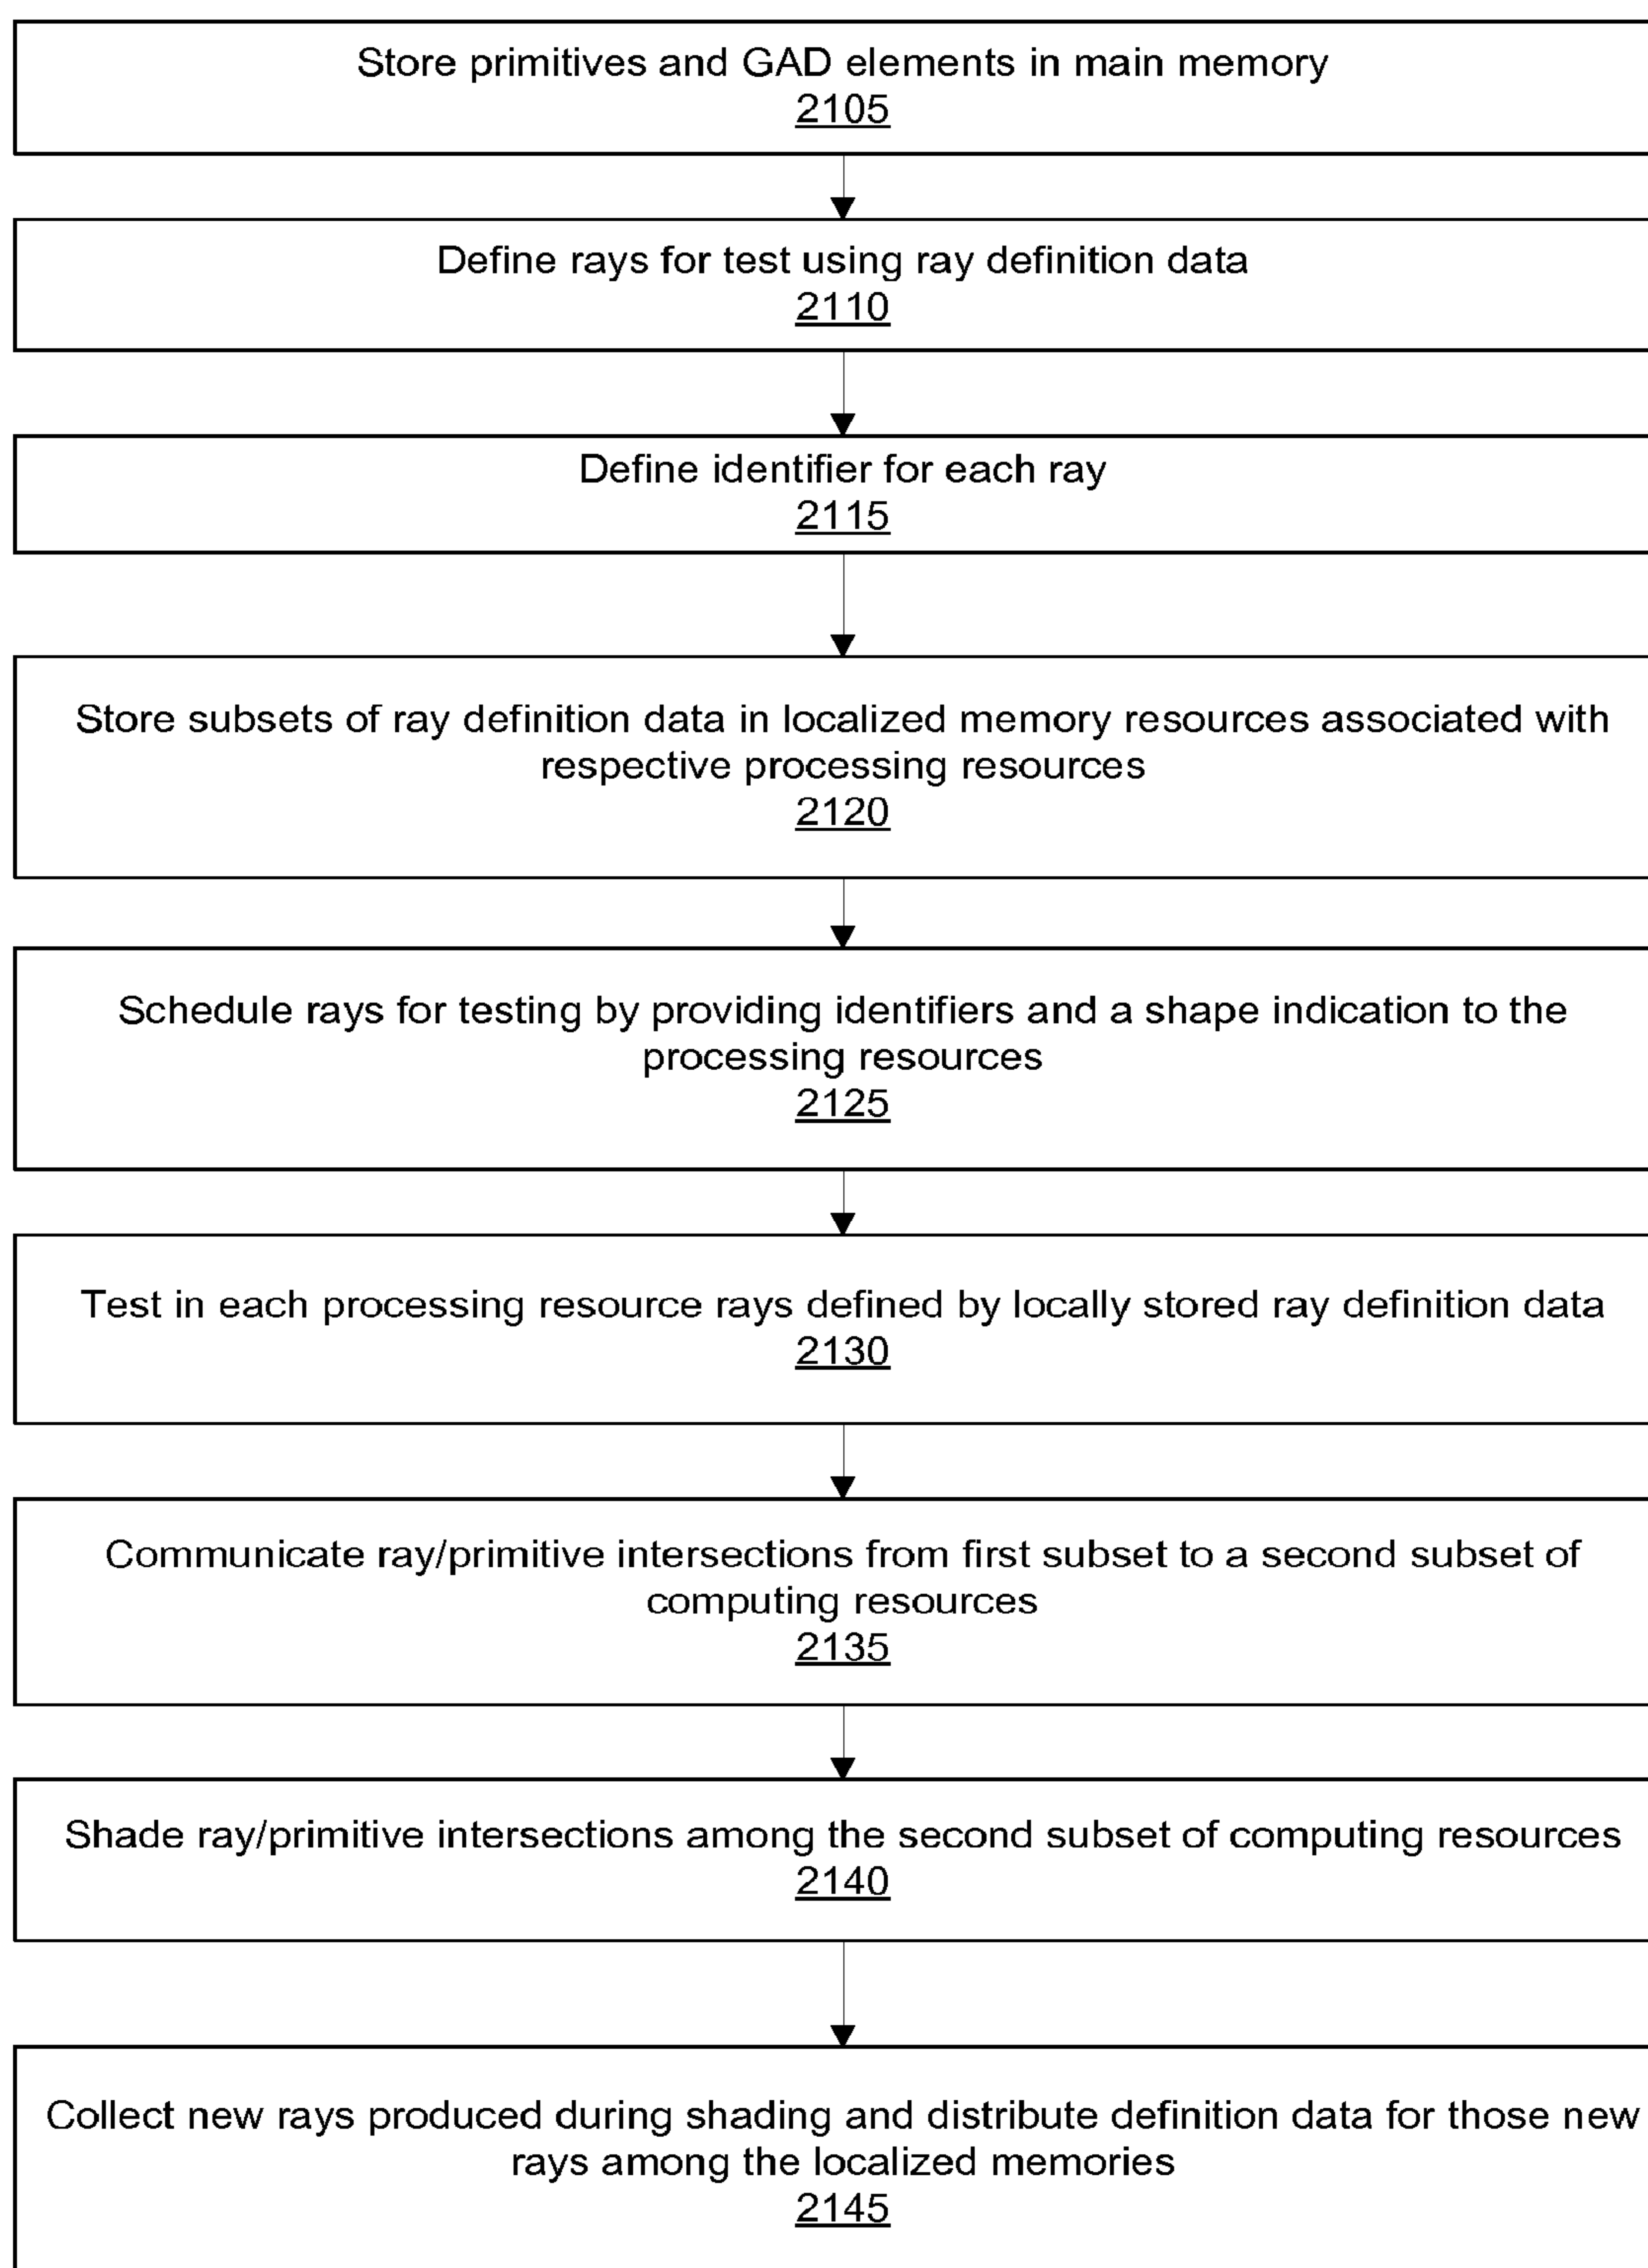 Store primitives and GAD elements in main memory
2105
Define rays for test using ray definition data
2110
Define identifier for each ray
2115
Store subsets of ray definition data in localized memory resources associated with
respective processing resources
2120
Schedule rays for testing by providing identifiers and a shape indication to the
processing resources
2125
Test in each processing resource rays defined by locally stored ray definition data
2130
Communicate ray/primitive intersections from first subset to a second subset of
computing resources
2135
Shade ray/primitive intersections among the second subset of computing resources
2140
Collect new rays produced during shading and distribute definition data for those new
rays among the localized memories
2145